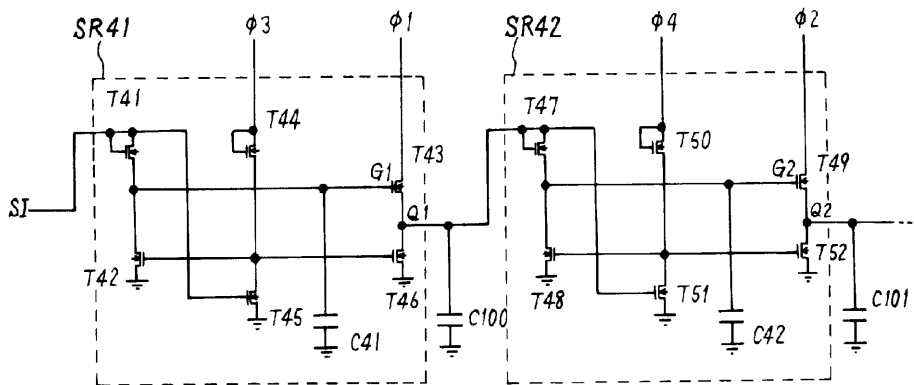 SR41
φ3
φ1
SR42
φ4
φ2
T41
T44
T43
T47
T50
T49
G1
G2
SI
Q1
Q2
T42
T45
T46
C41
C100
T48
T51
T52
C42
C101